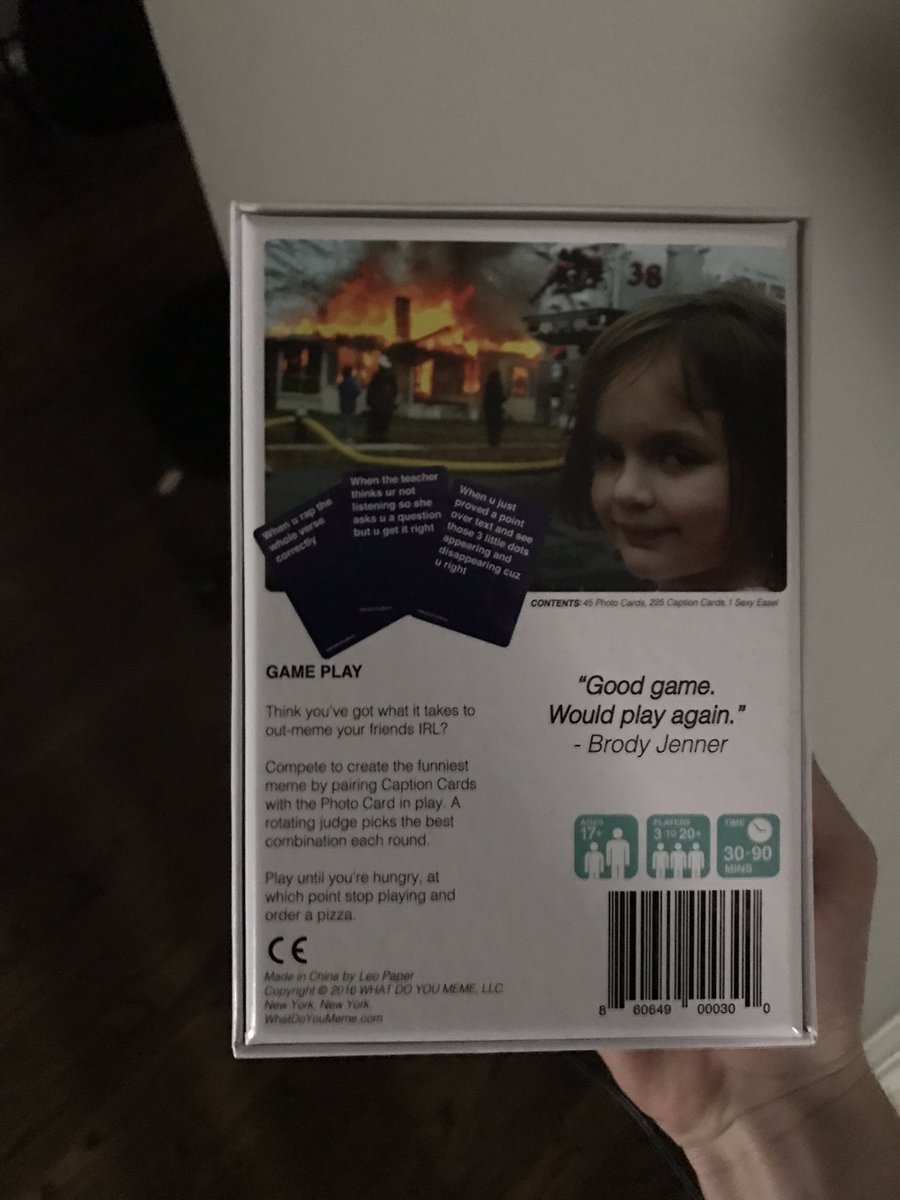 38
When u rap the
whole verse
correctly
When the teacher
thinks ur not
listening so she
asks u a question
but u get it right
When u just
proved a point
over text and see
those 3 little dots
appearing and
disappearing cuz
u right
CONTENTS: 45 Photo Cards, 225 Caption Cards, 1 Sexy Easel
GAME PLAY
Think you've got what it takes to
out-meme your friends IRL?
Compete to create the funniest
meme by pairing Caption Cards
with the Photo Card in play. A
rotating judge picks the best
combination each round.
Play until you're hungry, at
which point stop playing and
order a pizza.
"Good game.
Would play again."
- Brody Jenner
AGES
17+
PLAYERS
3 TO 20+
TIME
30-90
MINS
CE
Made in China by Leo Paper
Copyright © 2016 WHAT DO YOU MEME, LLC
New York, New York.
WhatDoYouMeme.com
8 60649 00030 0